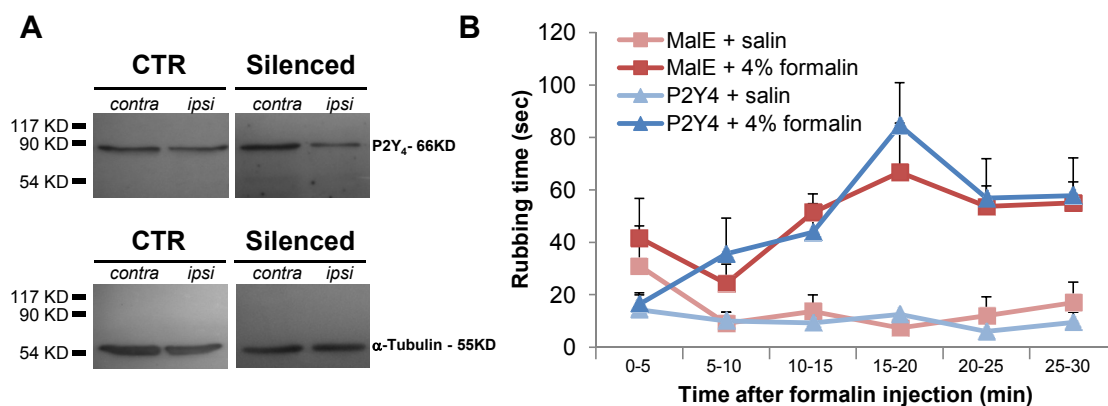 A
CTR Silenced
contra ipsi contra ipsi
117 KD
90 KD
54 KD
P2Y₄- 66KD
CTR Silenced
contra ipsi contra ipsi
117 KD
90 KD
54 KD
α-Tubulin - 55KD
B
120
100
80
60
40
20
0
Rubbing time (sec)
MalE + salin
MalE + 4% formalin
P2Y4 + salin
P2Y4 + 4% formalin
0-5 5-10 10-15 15-20 20-25 25-30
Time after formalin injection (min)